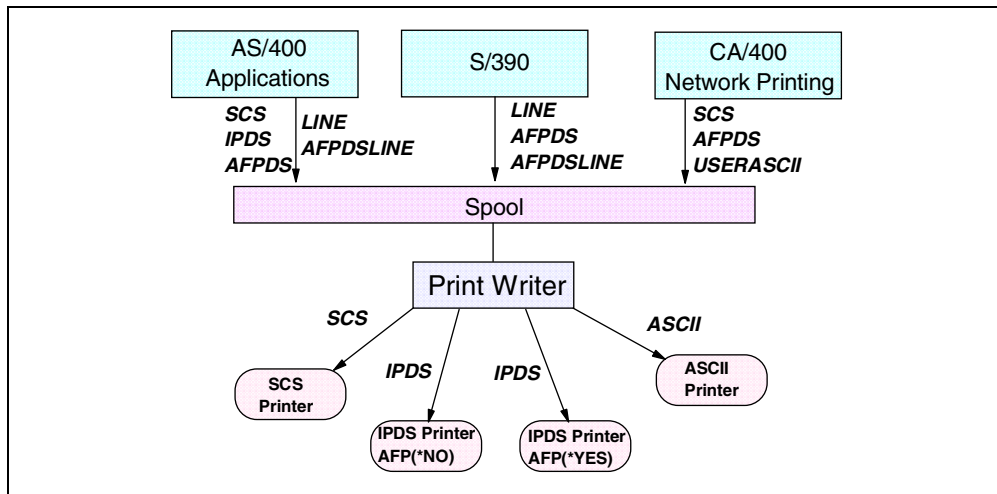 AS/400
Applications
S/390
CA/400
Network Printing
SCS
IPDS
AFPDS
LINE
AFPDSLINE
LINE
AFPDS
AFPDSLINE
SCS
AFPDS
USERASCII
Spool
Print Writer
SCS
IPDS
IPDS
ASCII
SCS
Printer
IPDS Printer
AFP(*NO)
IPDS Printer
AFP(*YES)
ASCII
Printer